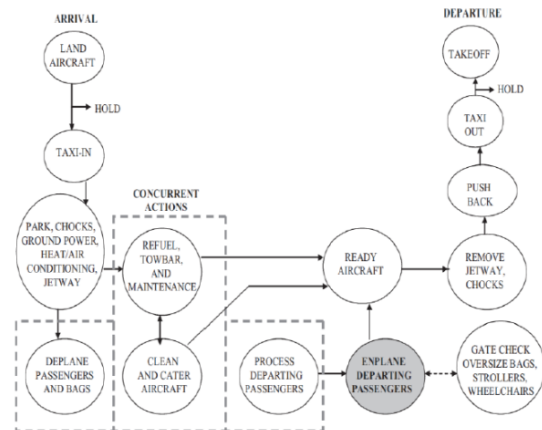 ARRIVAL
LAND
AIRCRAFT
HOLD
TAXI-IN
PARK, CHOCKS,
GROUND POWER,
HEAT/AIR
CONDITIONING,
JETWAY
DEPLANE
PASSENGERS
AND BAGS
CONCURRENT
ACTIONS
REFUEL,
TOWBAR,
AND
MAINTENANCE
CLEAN
AND CATER
AIRCRAFT
READY
AIRCRAFT
PROCESS
DEPARTING
PASSENGERS
ENPLANE
DEPARTING
PASSENGERS
GATE CHECK
OVERSIZE BAGS,
STROLLERS,
WHEELCHAIRS
REMOVE
JETWAY,
CHOCKS
PUSH
BACK
TAXI
OUT
HOLD
TAKEOFF
DEPARTURE